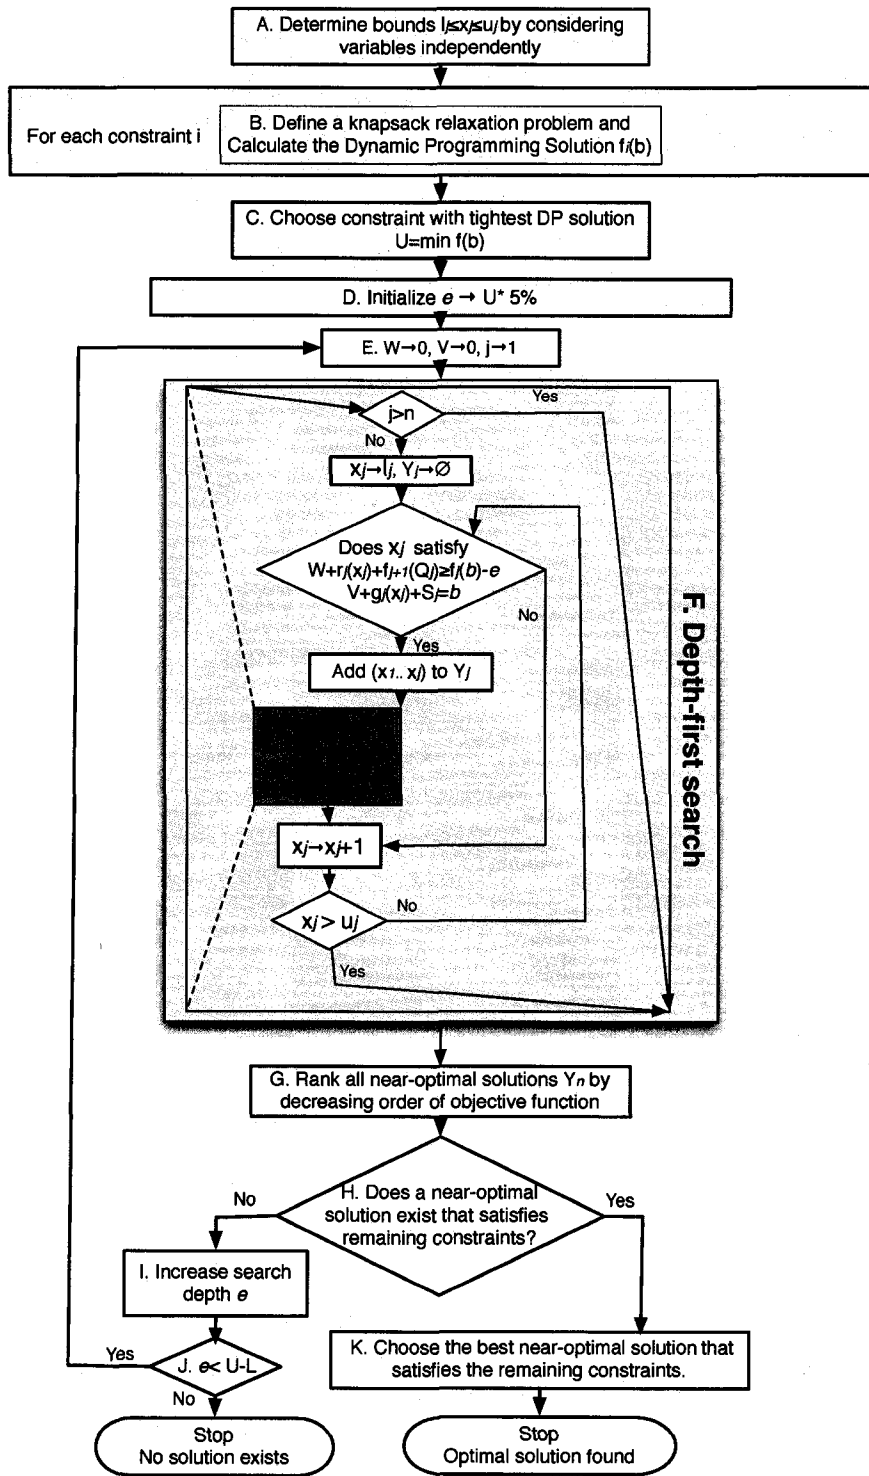 A. Determine bounds lj≤xj≤uj by considering
variables independently
For each constraint i
B. Define a knapsack relaxation problem and
Calculate the Dynamic Programming Solution fi(b)
C. Choose constraint with tightest DP solution
U=min f(b)
D. Initialize e → U* 5%
E. W→0, V→0, j→1
j>n
Yes
No
xj→lj, Yj→Ø
Does xj satisfy
W+rj(xj)+fj+1(Qj)≥fj(b)-e
V+gj(xj)+Sj=b
No
Yes
Add (x1.. xj) to Yj
xj→xj+1
xj > uj
No
Yes
F. Depth-first search
G. Rank all near-optimal solutions Yn by
decreasing order of objective function
H. Does a near-optimal
solution exist that satisfies
remaining constraints?
No
Yes
I. Increase search
depth e
J. e< U-L
Yes
No
K. Choose the best near-optimal solution that
satisfies the remaining constraints.
Stop
No solution exists
Stop
Optimal solution found